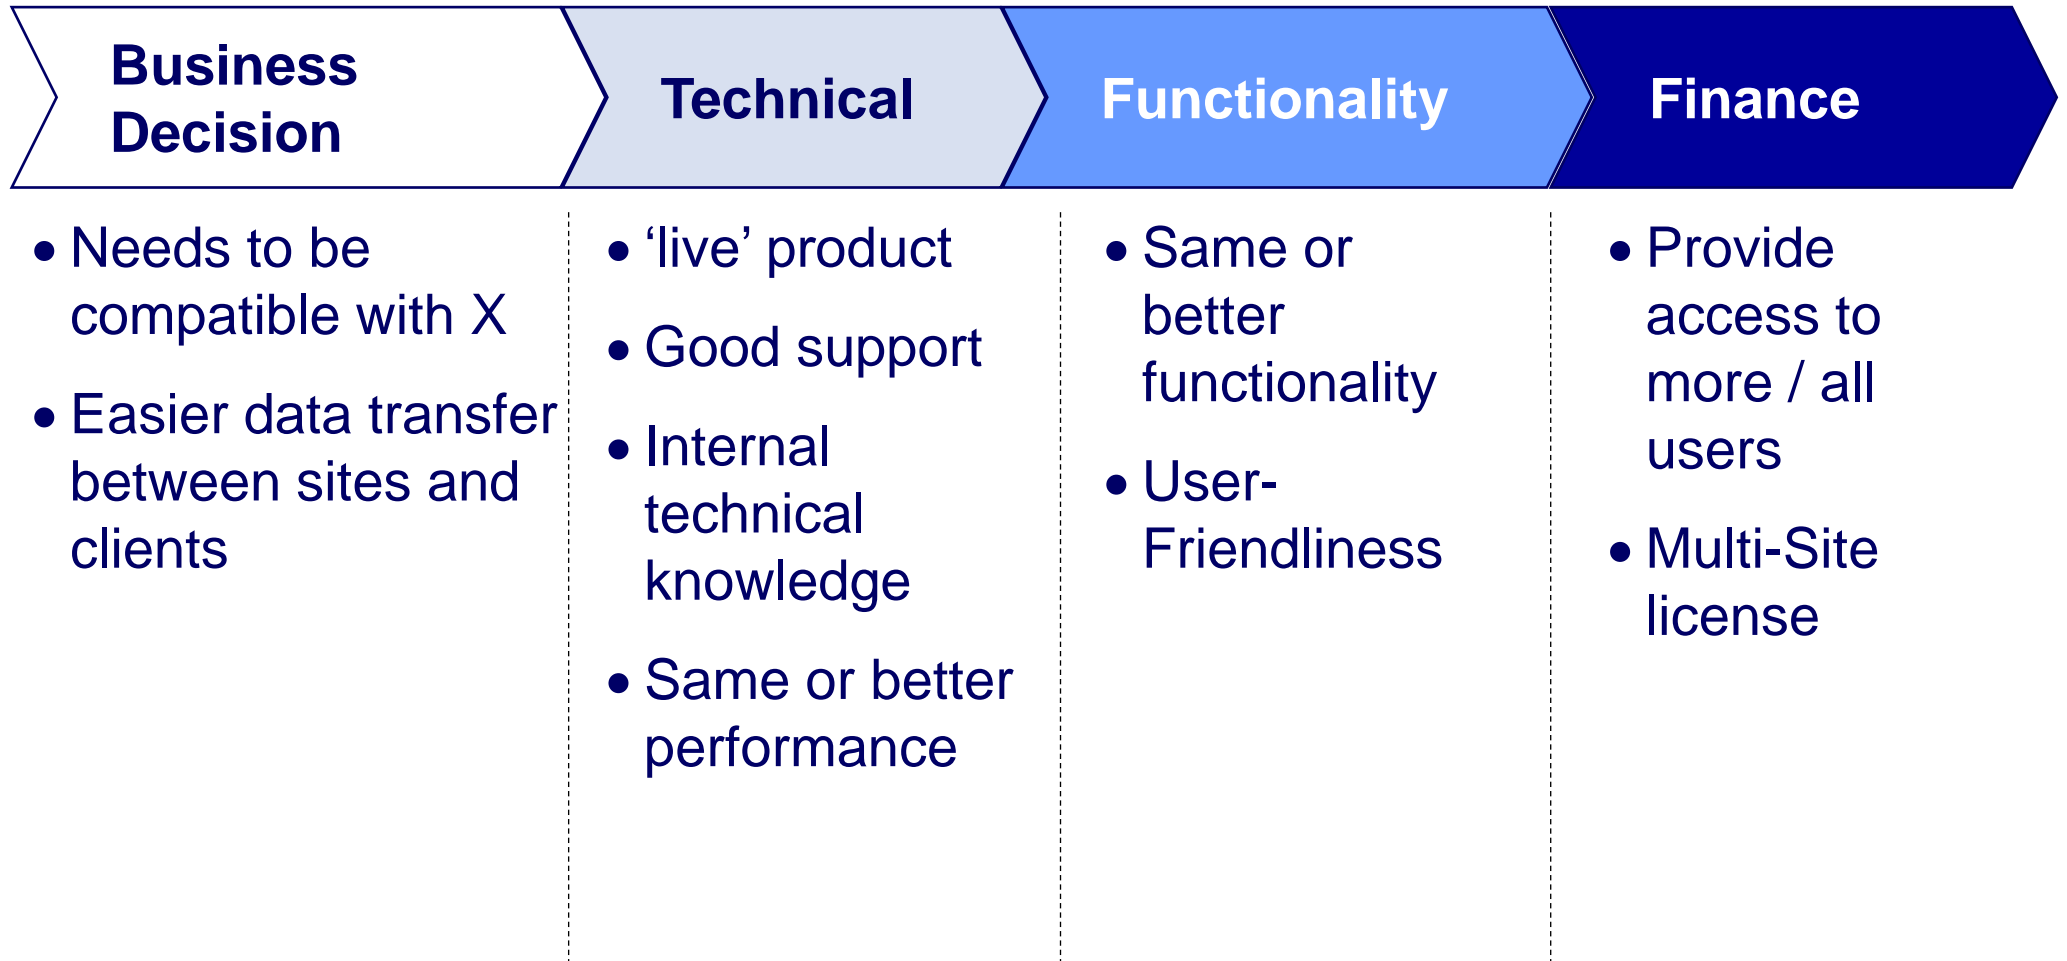 Business
Decision
Technical
Functionality
Finance
• Needs to be
compatible with X
• Easier data transfer
between sites and
clients
• ‘live’ product
• Good support
• Internal
technical
knowledge
• Same or better
performance
• Same or
better
functionality
• User-
Friendliness
• Provide
access to
more / all
users
• Multi-Site
license